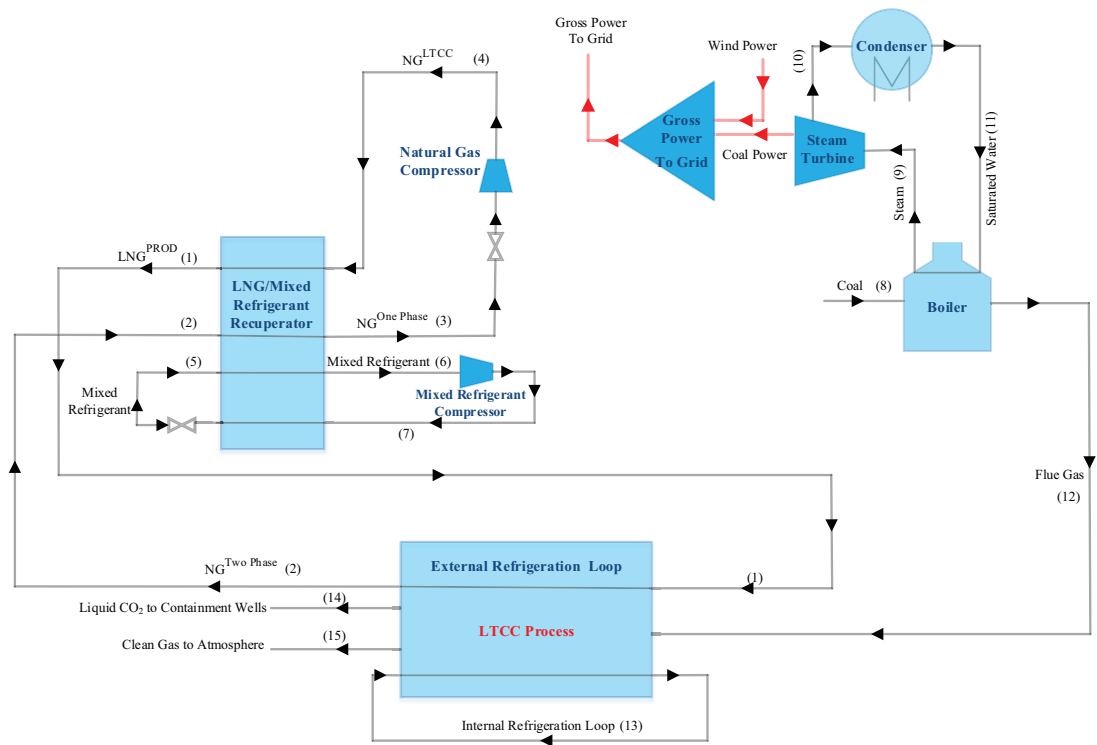 Gross Power
To Grid
Wind Power
(10)
Condenser
NG^LTCC (4)
Gross
Power
To Grid
Coal Power
Steam
Turbine
Steam (9)
Saturated Water (11)
Natural Gas
Compressor
LNG^PROD (1)
LNG/Mixed
Refrigerant
Recuperator
(2)
NG^One Phase (3)
Coal (8)
Boiler
(5)
Mixed Refrigerant (6)
Mixed
Refrigerant
Mixed Refrigerant
Compressor
(7)
Flue Gas
(12)
NG^Two Phase (2)
External Refrigeration Loop
(1)
Liquid CO₂ to Containment Wells
(14)
LTCC Process
Clean Gas to Atmosphere
(15)
Internal Refrigeration Loop (13)